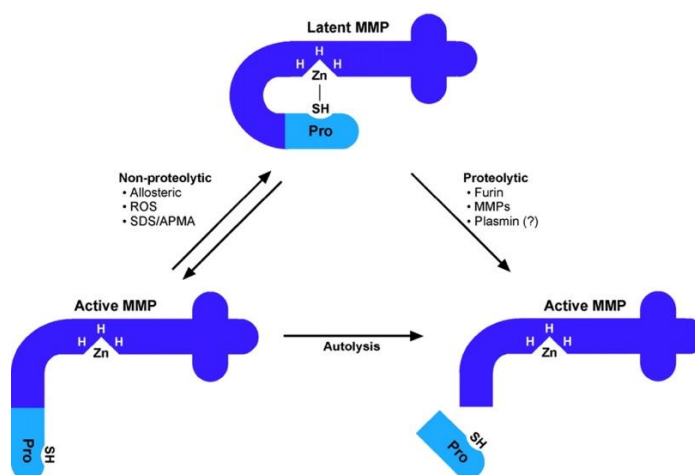 Latent MMP
H
H H
Zn
SH
Pro
Non-proteolytic
• Allosteric
• ROS
• SDS/APMA
Proteolytic
• Furin
• MMPs
• Plasmin (?)
Active MMP
H
H H
Zn
Pro
SH
Autolysis
Active MMP
H
H H
Zn
SH
Pro